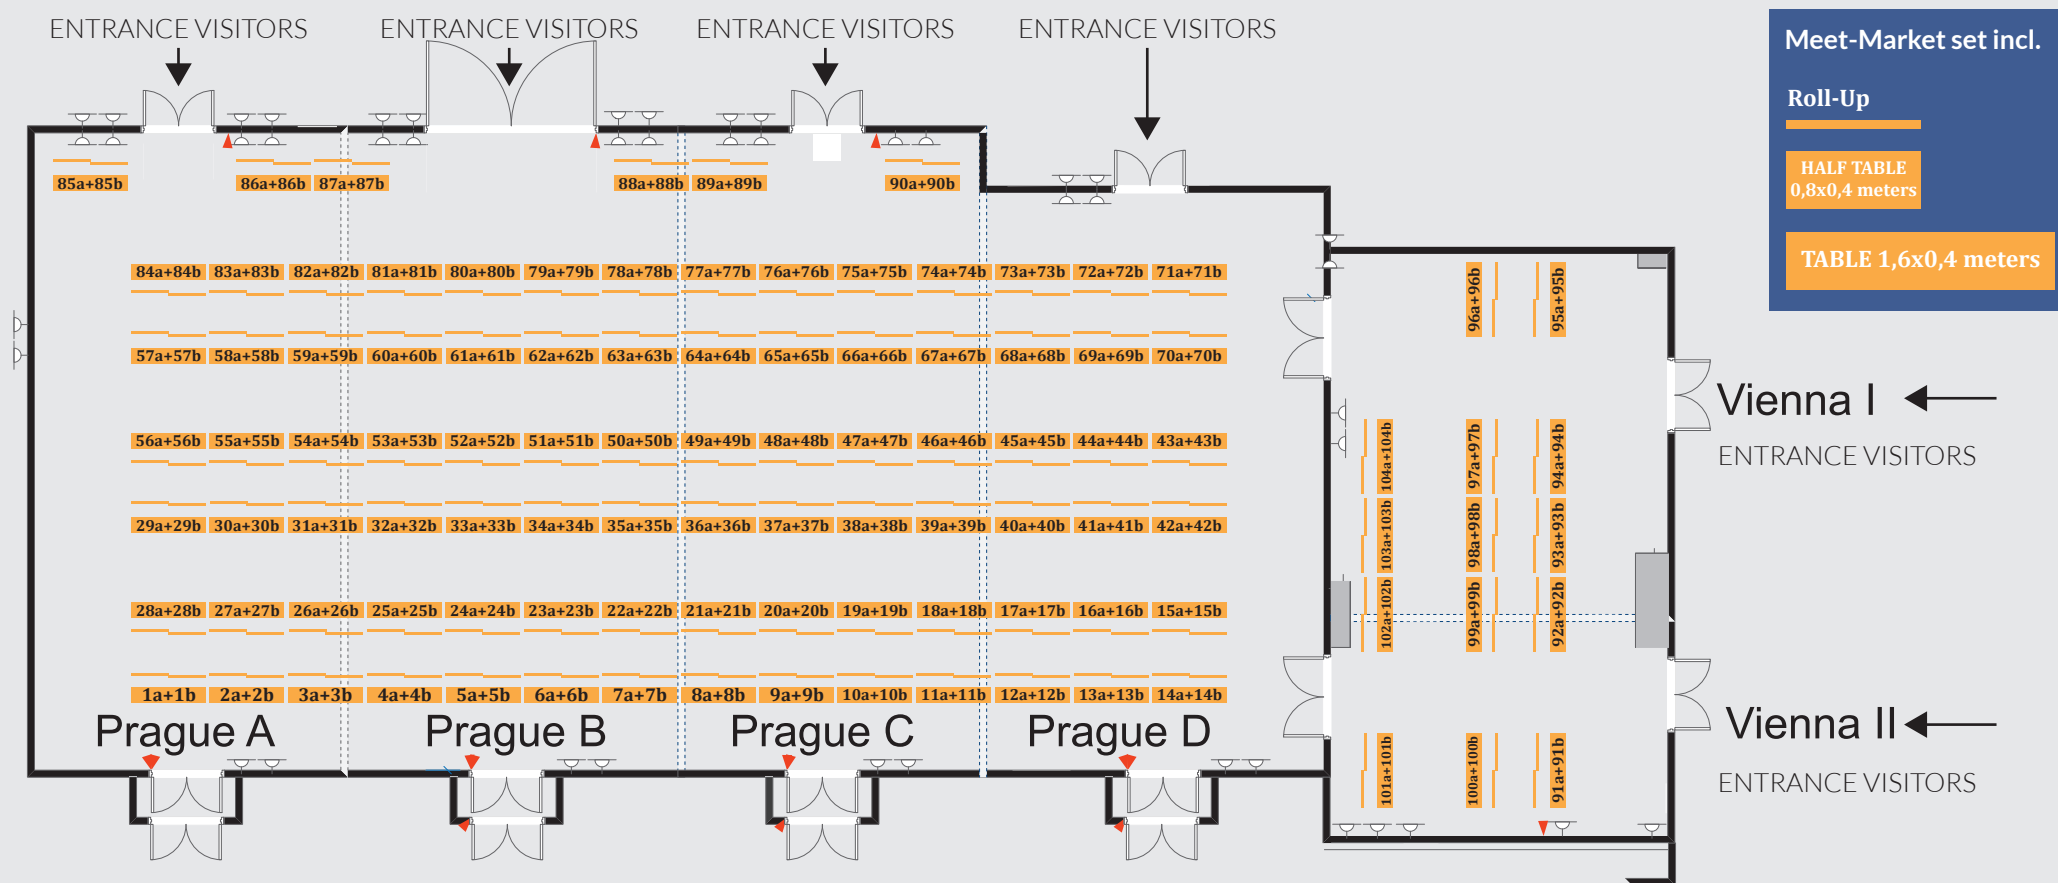 ENTRANCE VISITORS ENTRANCE VISITORS ENTRANCE VISITORS ENTRANCE VISITORS
Meet-Market set incl.
Roll-Up
HALF TABLE
0,8x0,4 meters
TABLE 1,6x0,4 meters
85a+85b 86a+86b 87a+87b 88a+88b 89a+89b 90a+90b
84a+84b 83a+83b 82a+82b 81a+81b 80a+80b 79a+79b 78a+78b 77a+77b 76a+76b 75a+75b 74a+74b 73a+73b 72a+72b 71a+71b
57a+57b 58a+58b 59a+59b 60a+60b 61a+61b 62a+62b 63a+63b 64a+64b 65a+65b 66a+66b 67a+67b 68a+68b 69a+69b 70a+70b
56a+56b 55a+55b 54a+54b 53a+53b 52a+52b 51a+51b 50a+50b 49a+49b 48a+48b 47a+47b 46a+46b 45a+45b 44a+44b 43a+43b
29a+29b 30a+30b 31a+31b 32a+32b 33a+33b 34a+34b 35a+35b 36a+36b 37a+37b 38a+38b 39a+39b 40a+40b 41a+41b 42a+42b
28a+28b 27a+27b 26a+26b 25a+25b 24a+24b 23a+23b 22a+22b 21a+21b 20a+20b 19a+19b 18a+18b 17a+17b 16a+16b 15a+15b
1a+1b 2a+2b 3a+3b 4a+4b 5a+5b 6a+6b 7a+7b 8a+8b 9a+9b 10a+10b 11a+11b 12a+12b 13a+13b 14a+14b
Prague A Prague B Prague C Prague D
96a+96b 95a+95b
104a+104b 97a+97b 94a+94b
103a+103b 98a+98b 93a+93b
102a+102b 99a+99b 92a+92b
101a+101b 100a+100b 91a+91b
Vienna I
ENTRANCE VISITORS
Vienna II
ENTRANCE VISITORS